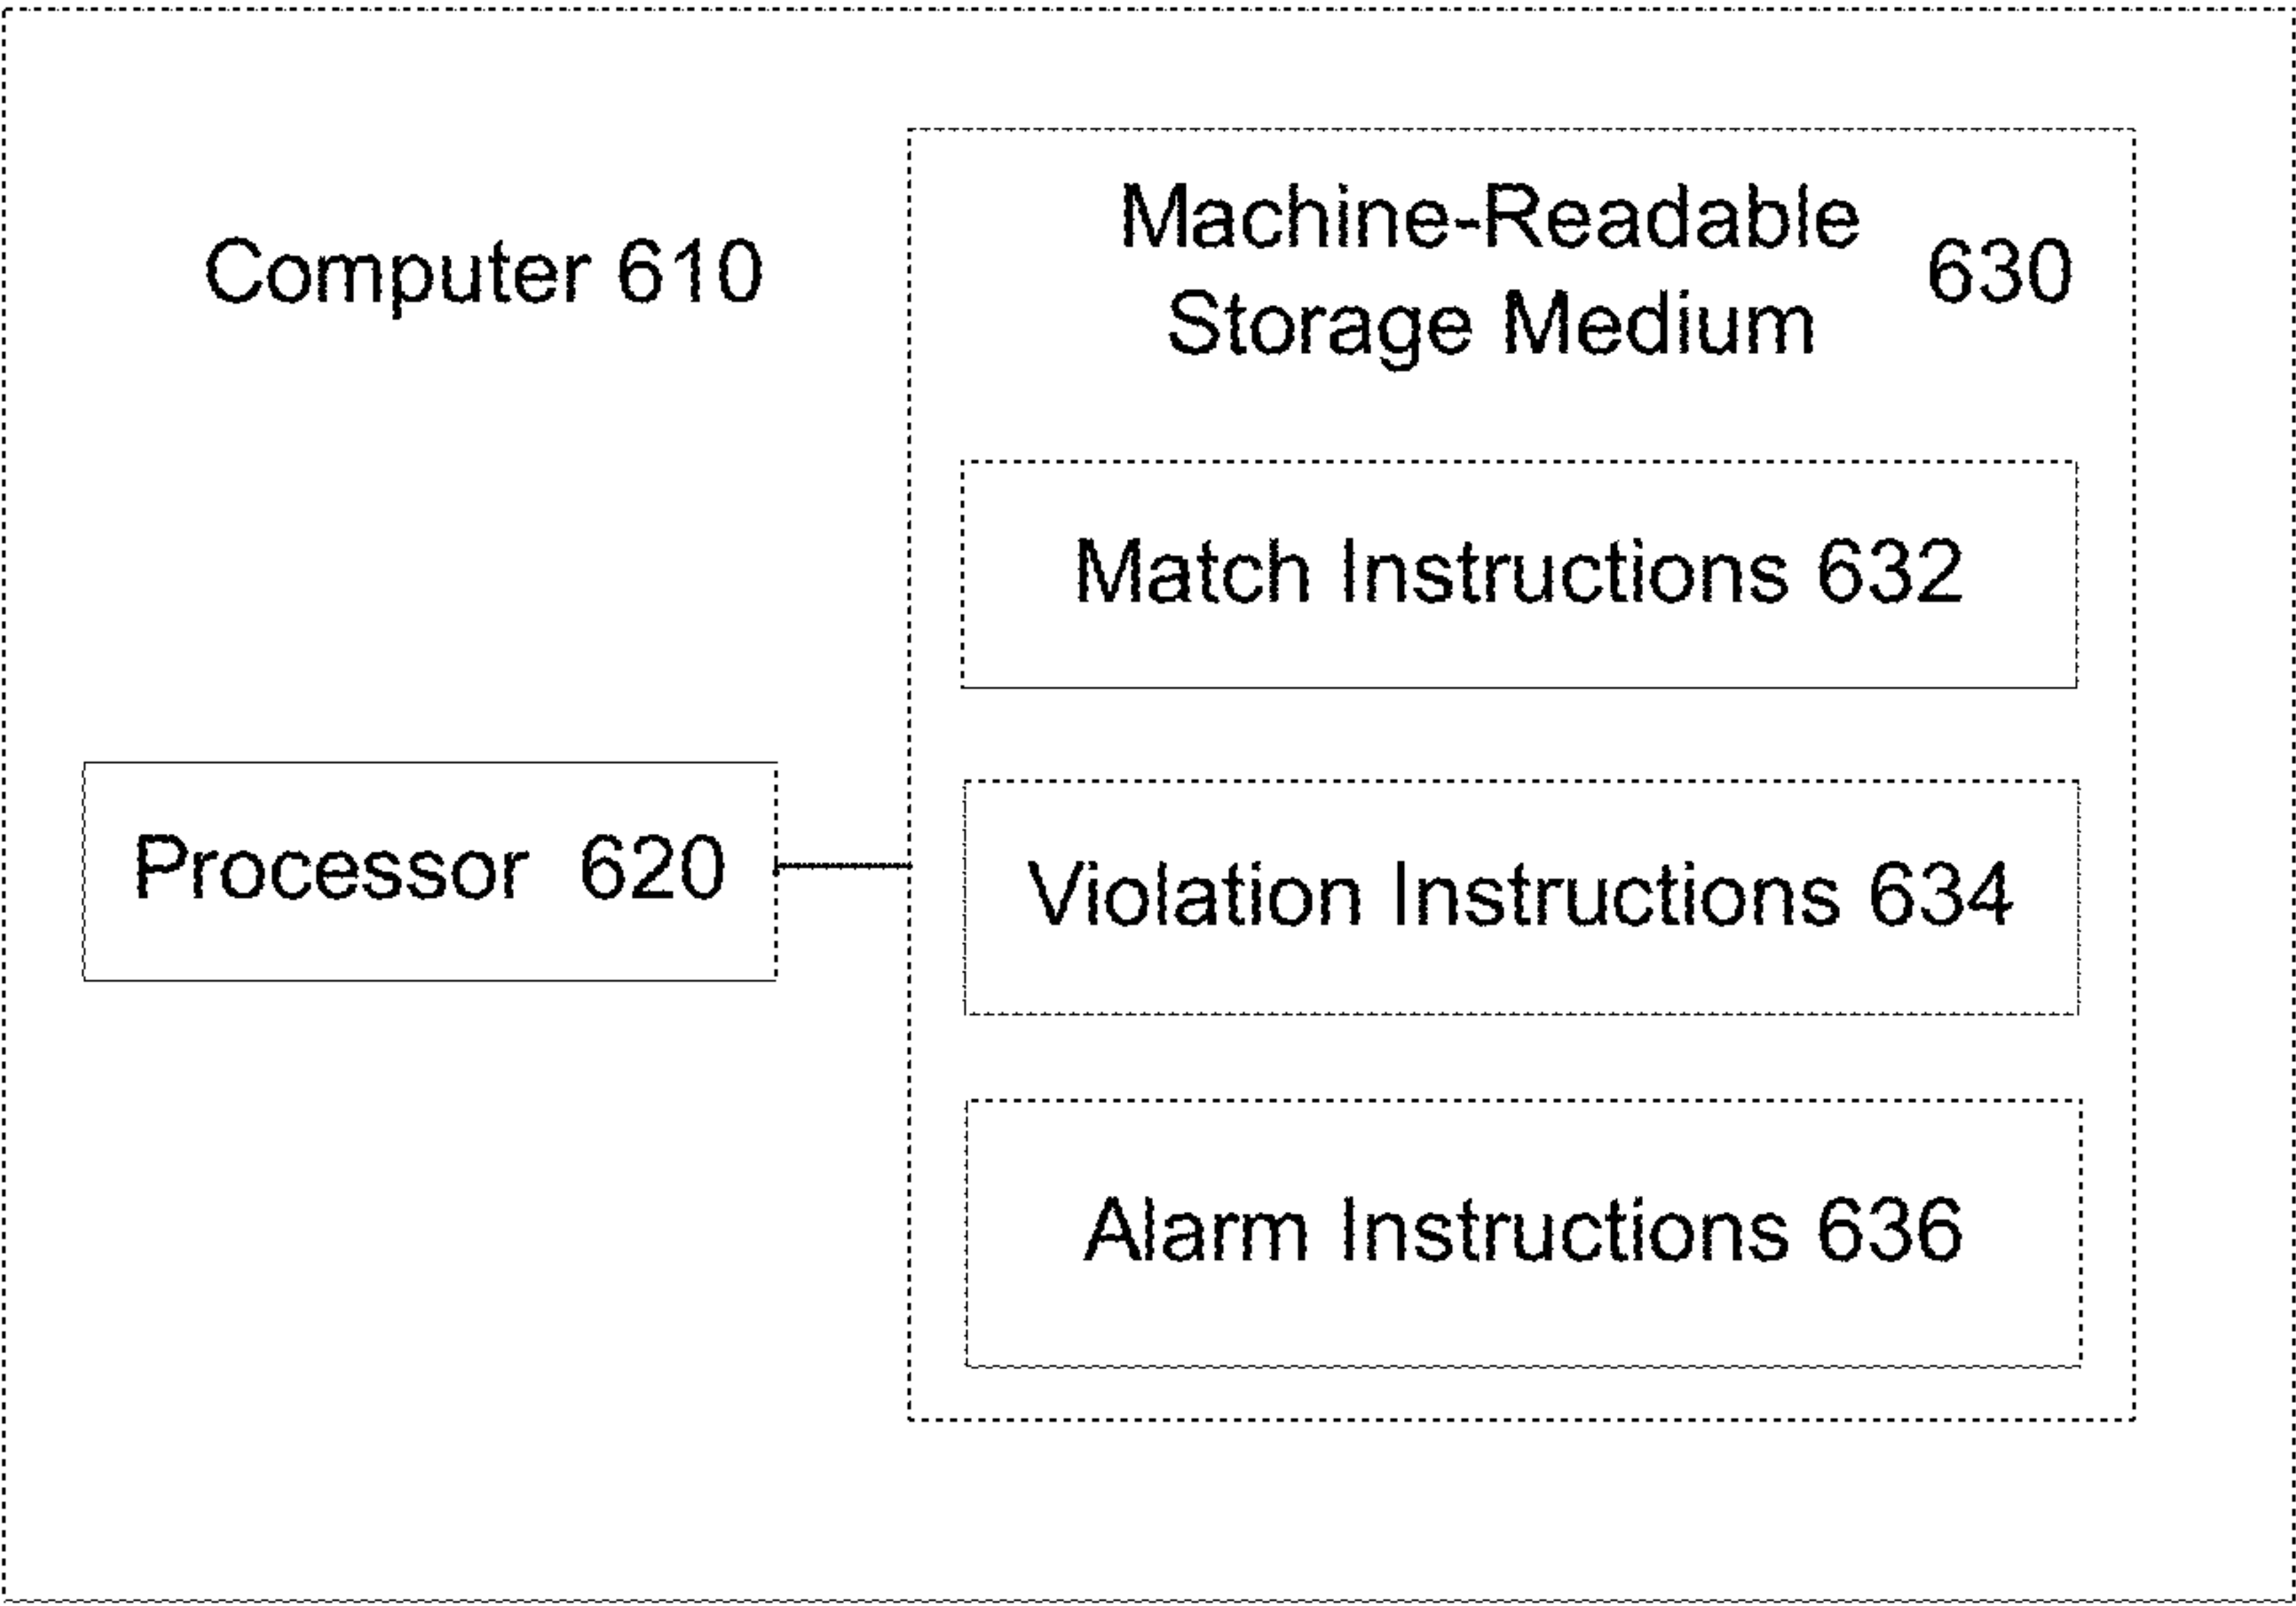 Computer 610
Machine-Readable
Storage Medium
630
Match Instructions 632
Processor 620
Violation Instructions 634
Alarm Instructions 636